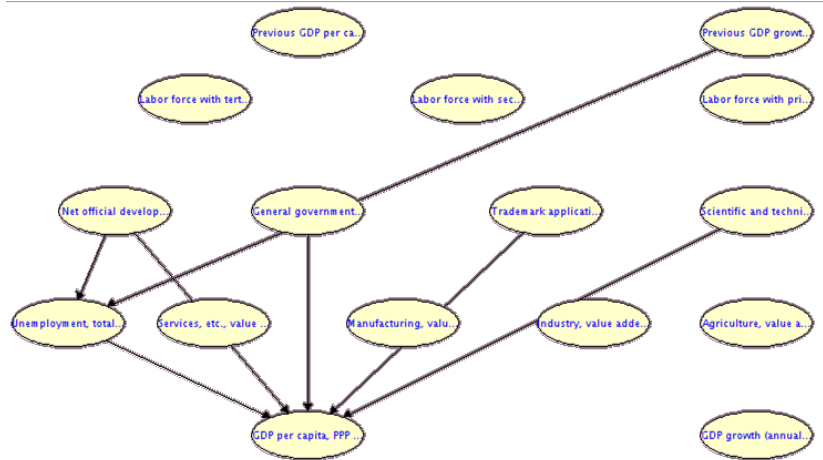 Previous GDP per ca...
Previous GDP growt...
Labor force with tert...
Labor force with sec...
Labor force with pri...
Net official develop...
General government...
Trademark applicati...
Scientific and techni...
Unemployment, total...
Services, etc., value ...
Manufacturing, valu...
Industry, value adde...
Agriculture, value a...
GDP per capita, PPP ...
GDP growth (annual...